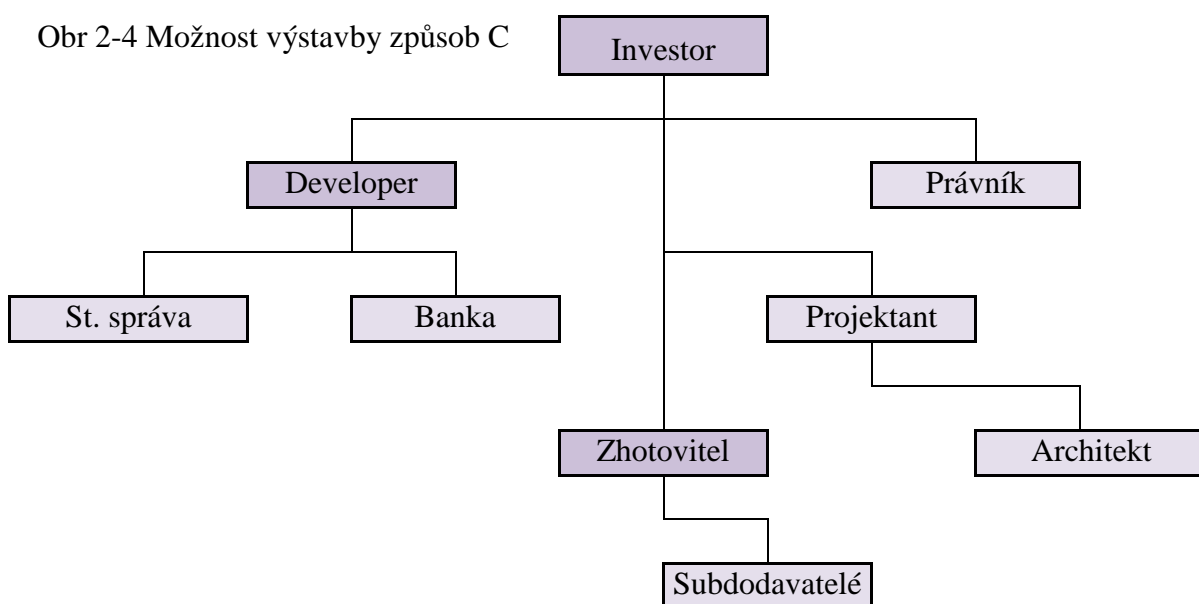 Obr 2-4 Možnost výstavby způsob C
Investor
Developer
Právník
St. správa
Banka
Projektant
Zhotovitel
Architekt
Subdodavatelé